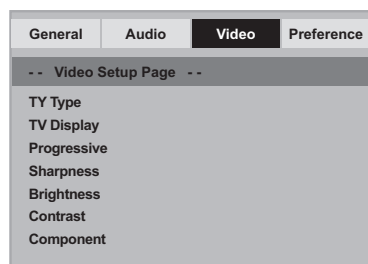 General Audio Video Preference
- - Video Setup Page - -
TY Type
TV Display
Progressive
Sharpness
Brightness
Contrast
Component